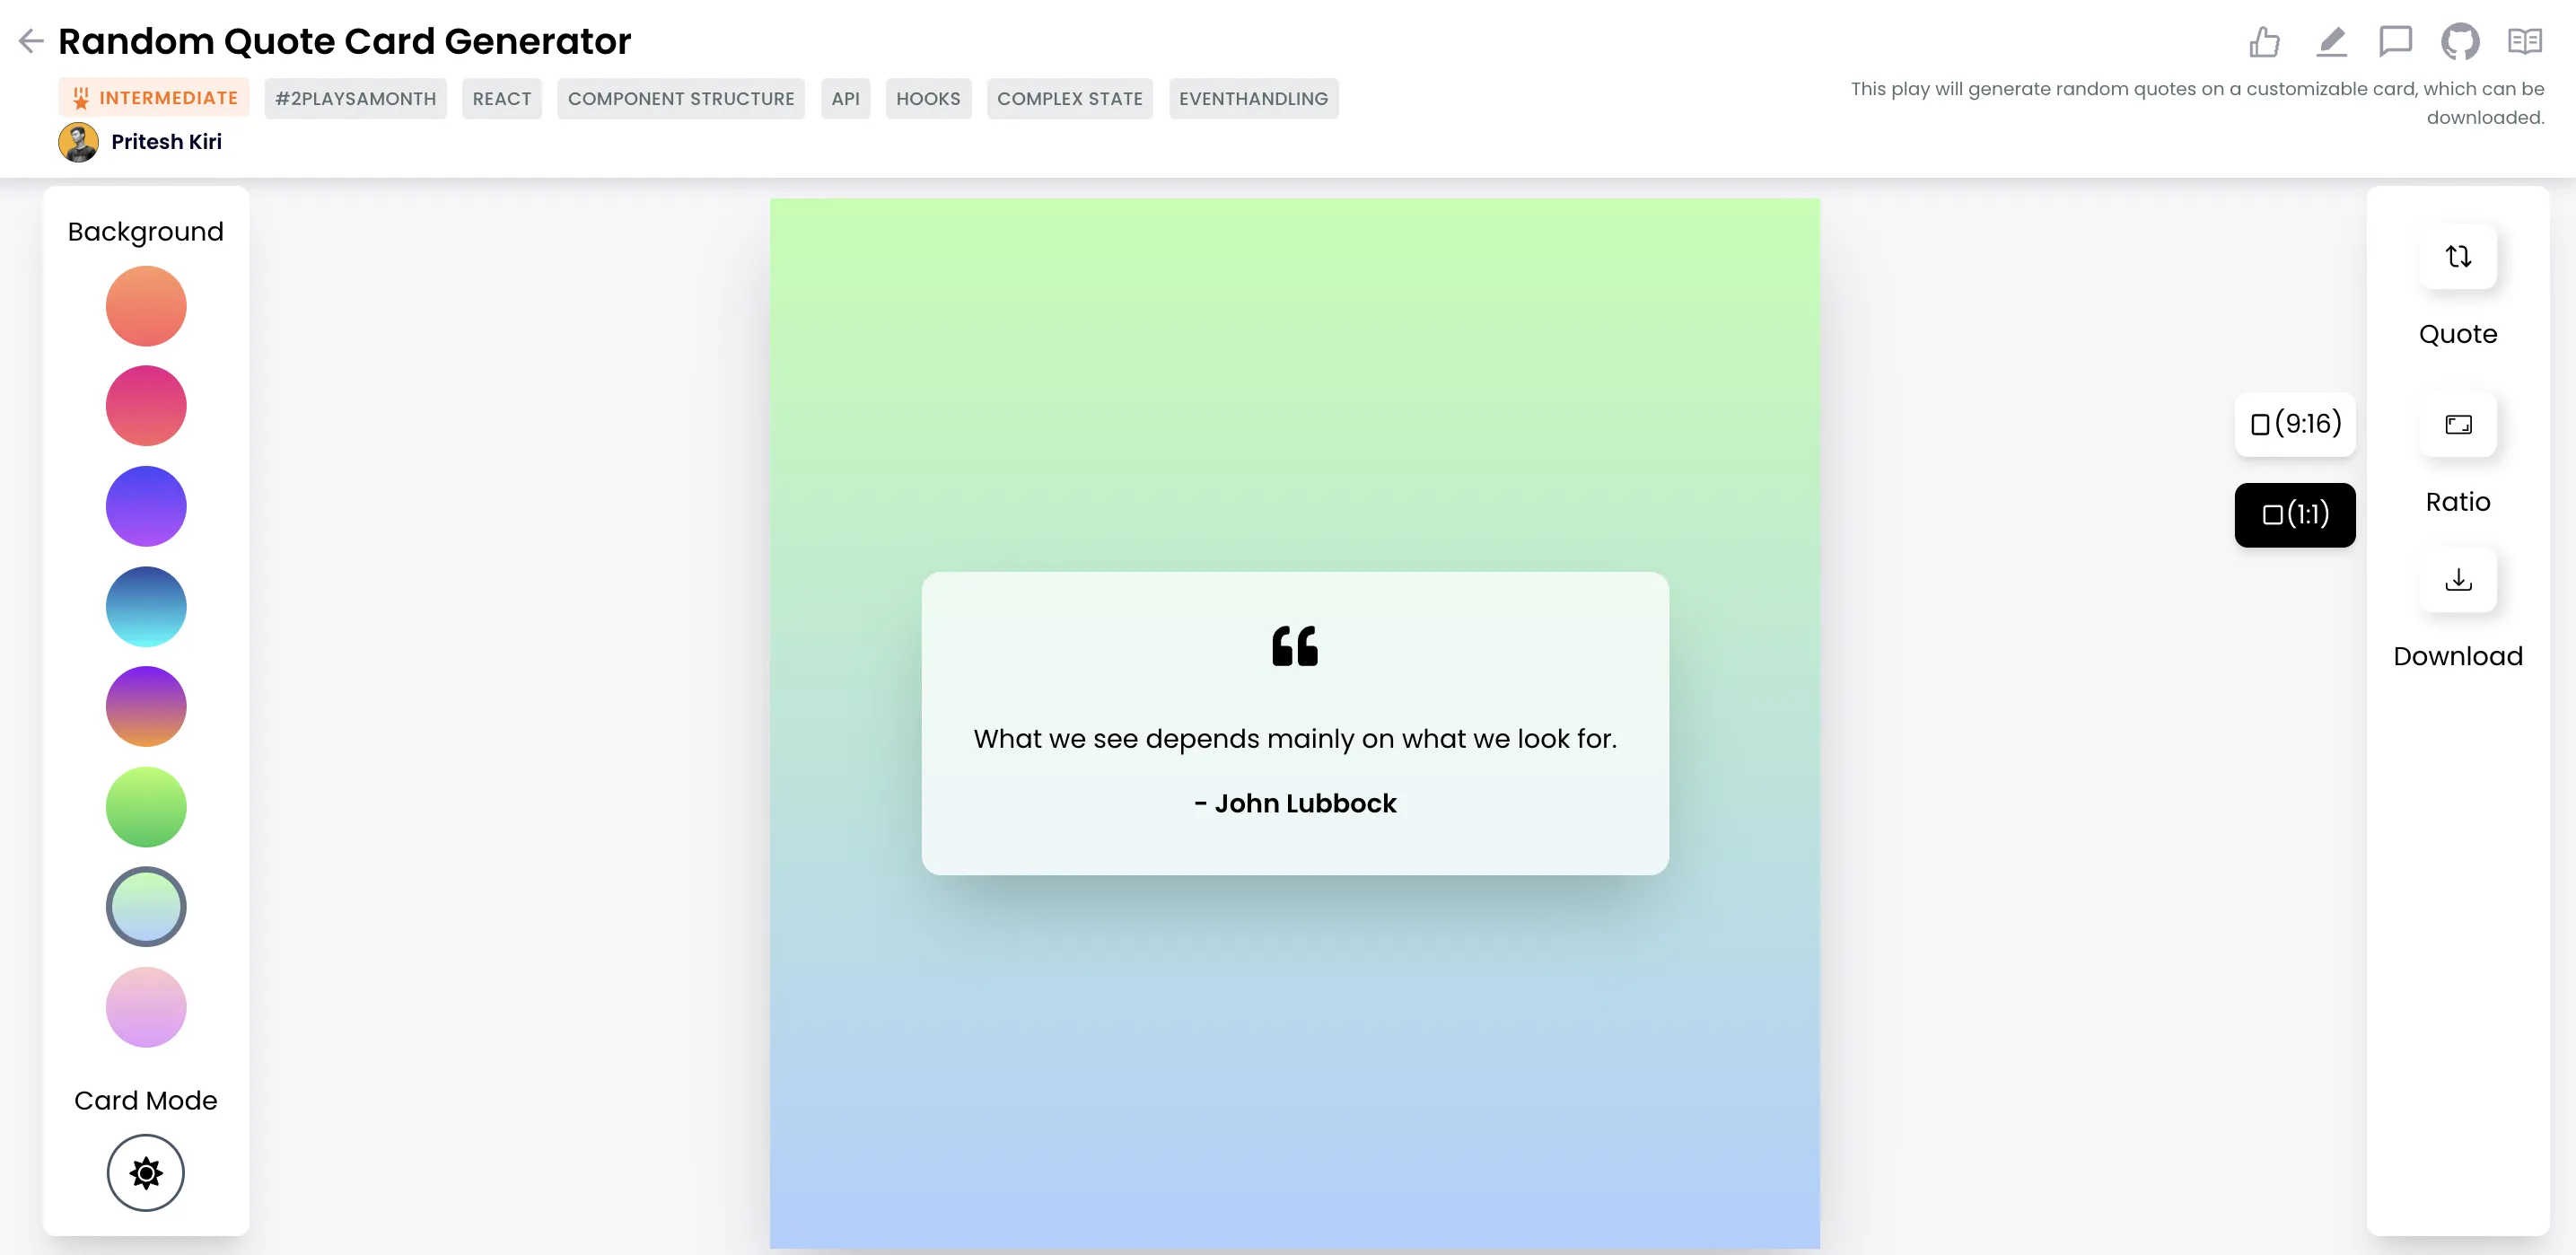 Random Quote Card Generator
INTERMEDIATE
#2PLAYSAMONTH
REACT
COMPONENT STRUCTURE
API
HOOKS
COMPLEX STATE
EVENTHANDLING
Pritesh Kiri
This play will generate random quotes on a customizable card, which can be
downloaded.
Background
Card Mode
“
What we see depends mainly on what we look for.
- John Lubbock
(9:16)
(1:1)
Quote
Ratio
Download